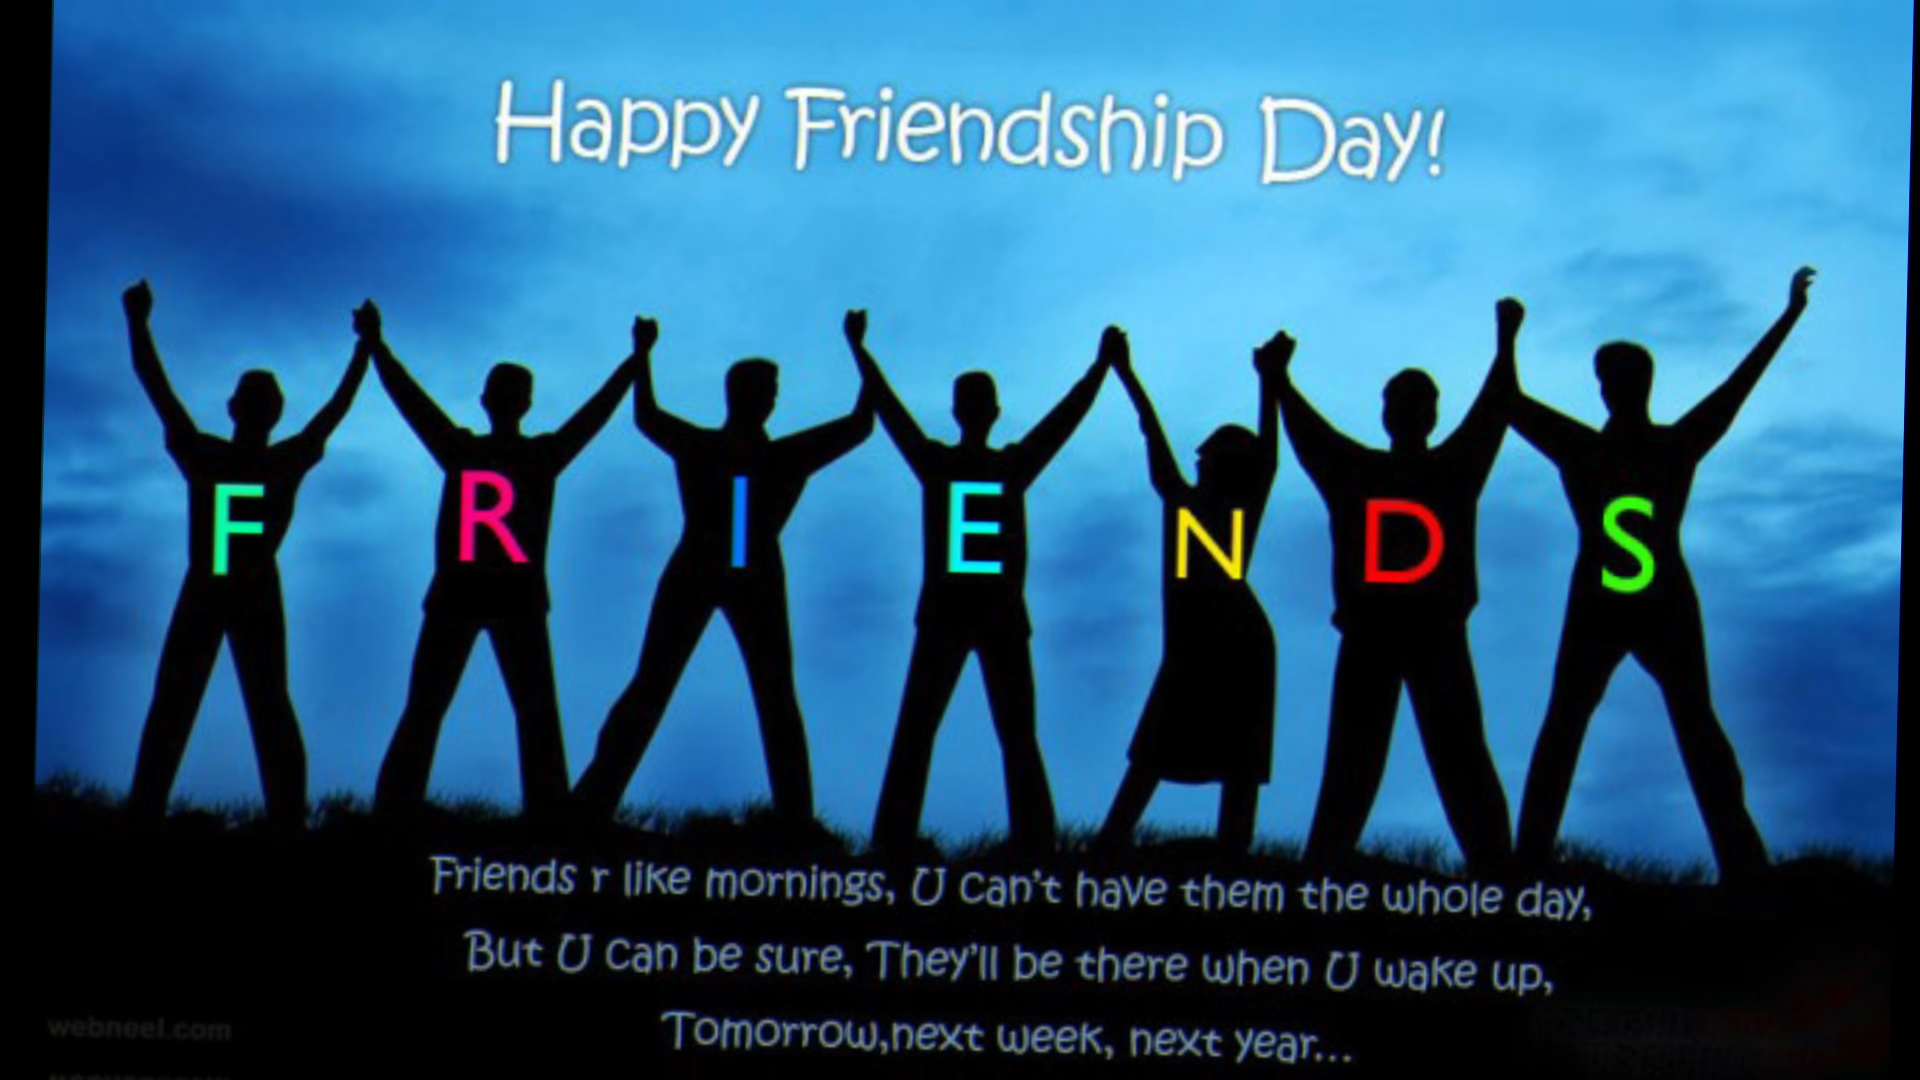 Happy Friendship Day!
F R I E N D S
Friends r like mornings, U can't have them the whole day,
But U can be sure, They'll be there when U wake up,
Tomorrow,next week, next year...
webneel.com